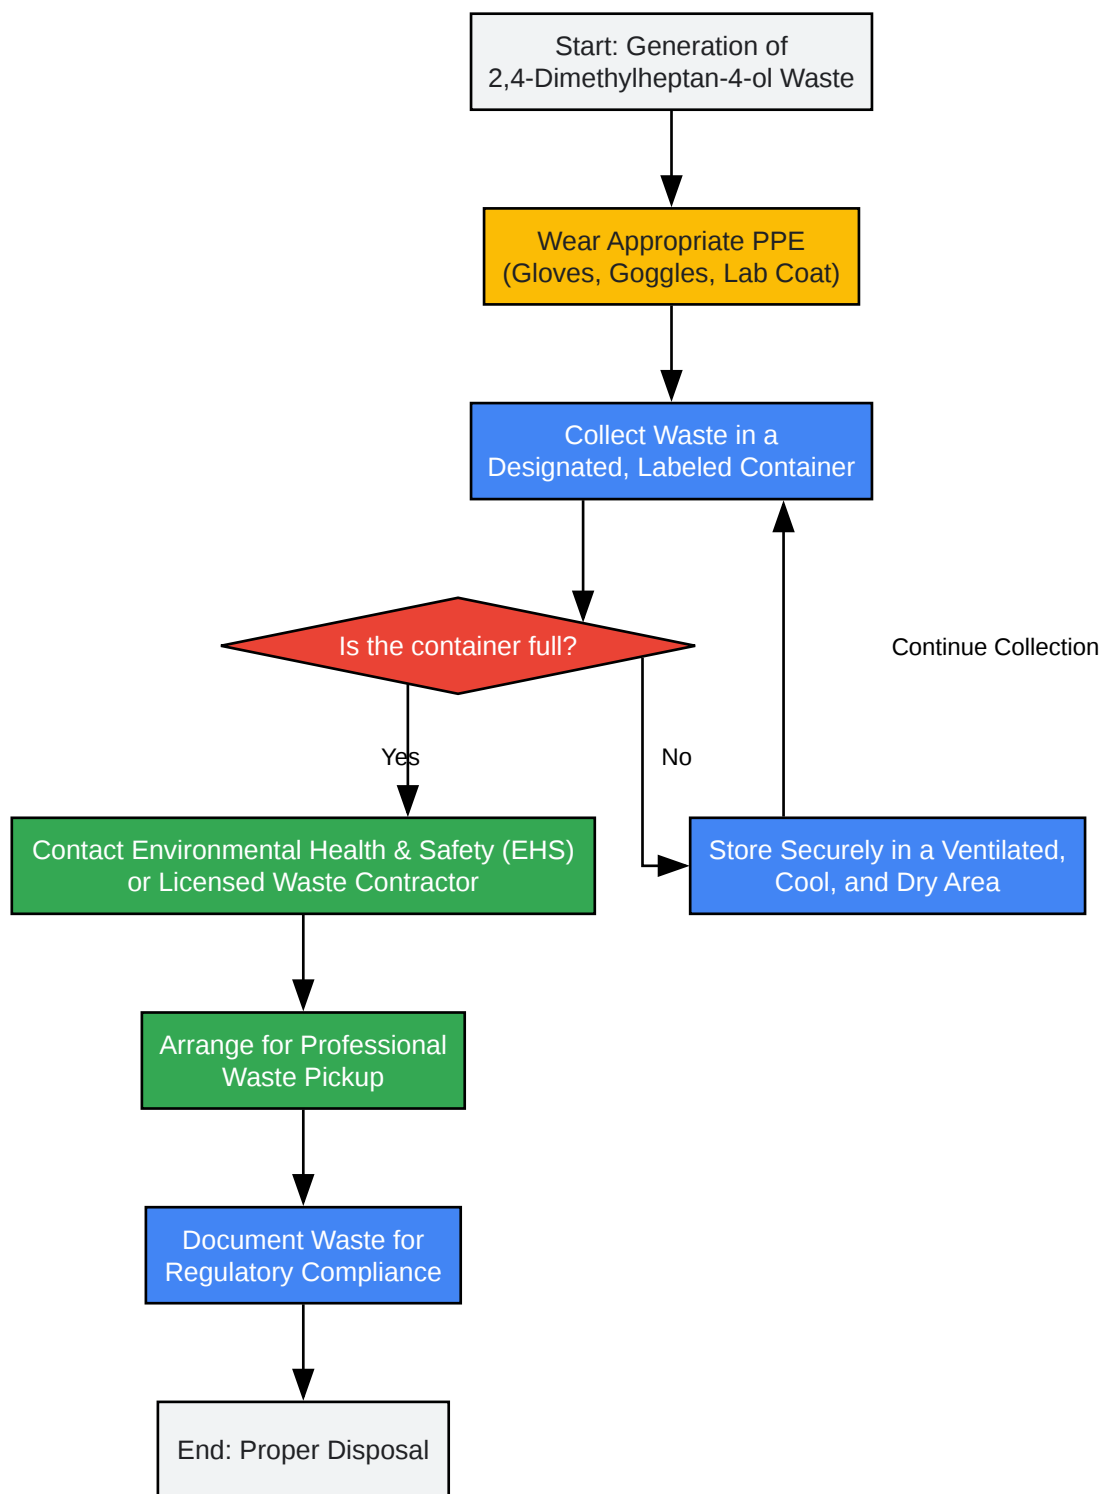 Start: Generation of
2,4-Dimethylheptan-4-ol Waste
Wear Appropriate PPE
(Gloves, Goggles, Lab Coat)
Collect Waste in a
Designated, Labeled Container
Is the container full?
Continue Collection
Yes
No
Contact Environmental Health & Safety (EHS)
or Licensed Waste Contractor
Store Securely in a Ventilated,
Cool, and Dry Area
Arrange for Professional
Waste Pickup
Document Waste for
Regulatory Compliance
End: Proper Disposal